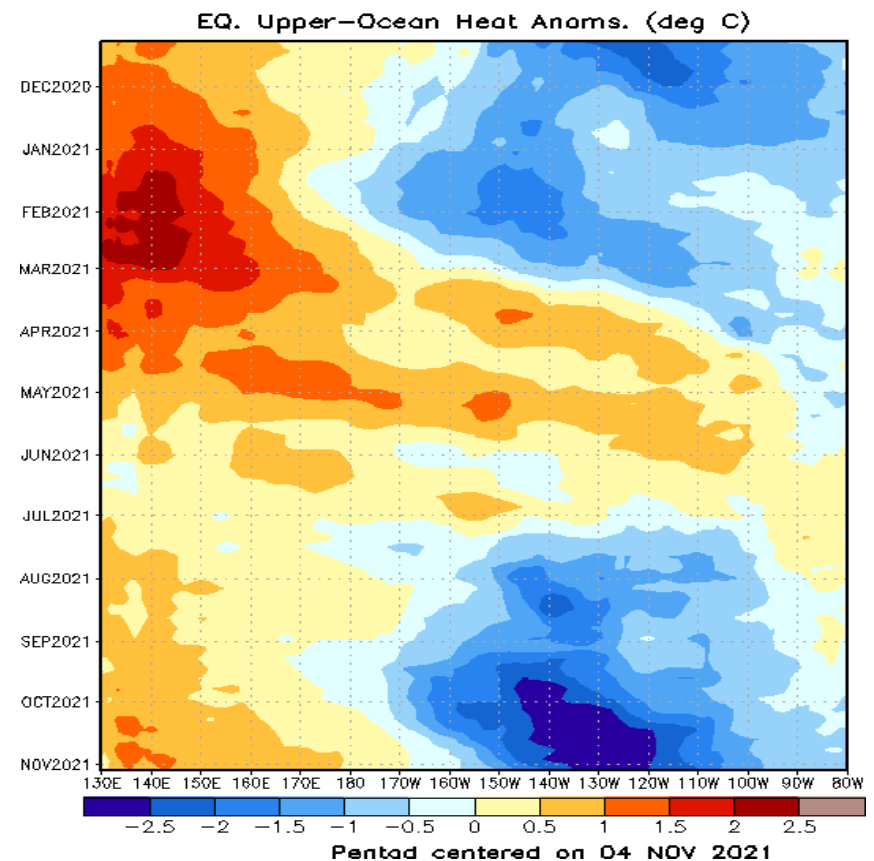 EQ. Upper-Ocean Heat Anoms. (deg C)
DEC2020
JAN2021
FEB2021
MAR2021
APR2021
MAY2021
JUN2021
JUL2021
AUG2021
SEP2021
OCT2021
NOV2021
130E 140E 150E 160E 170E 180 170W 160W 150W 140W 130W 120W 110W 100W 90W 80W
-2.5 -2 -1.5 -1 -0.5 0 0.5 1 1.5 2 2.5
Pentad centered on 04 NOV 2021